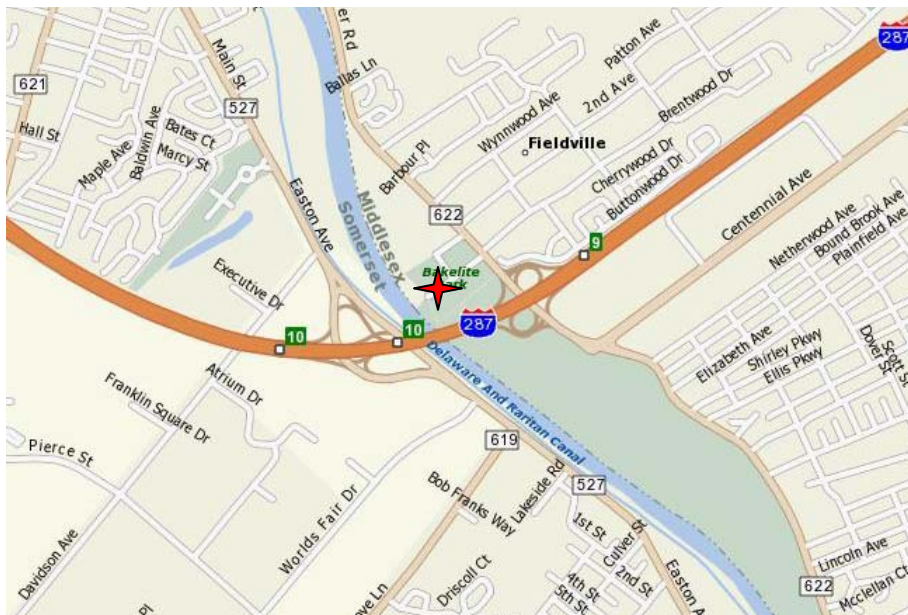 287
621
Main St
er Rd
Patton Ave
Ballas Ln
2nd Ave
Brentwood Dr
527
Wynnwood Ave
Hall St
Bates Ct
Baldwin Ave
Maple Ave
Marcy St
Barbour Pl
Fieldville
Cherrywood Dr
Buttonwood Dr
Easton Ave
Middlesex
Somerset
622
Centennial Ave
Netherwood Ave
Bound Brook Ave
Plainfield Ave
9
Executive Dr
Bakelite
ark
287
10
10
Delaware And Raritan Canal
Elizabeth Ave
Shirley Pkwy
Ellis Pkwy
Dover St
Scott St
Atrium Dr
Franklin Square Dr
Pierce St
619
Bob Franks Way
Lakeside Rd
527
Worlds Fair Dr
1st St
Culver St
2nd St
4th St
5th St
Driscoll Ct
Easton A
Davidson Ave
ove Ln
Pl
Lincoln Ave
622
Mcclellan Ct